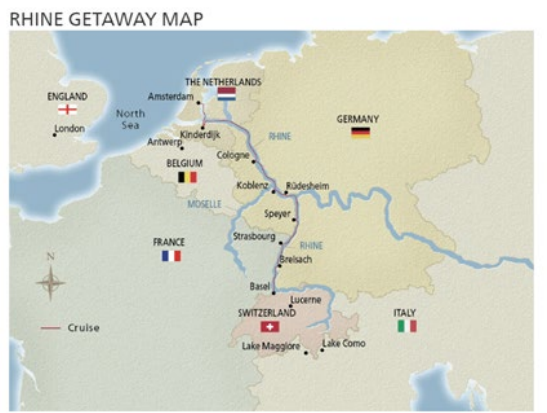 RHINE GETAWAY MAP
THE NETHERLANDS
ENGLAND
Amsterdam
North
Sea
London
Kinderdijk
RHINE
GERMANY
Antwerp
Cologne
BELGIUM
Koblenz
Rüdesheim
MOSELLE
Speyer
Strasbourg
FRANCE
RHINE
Breisach
N
Basel
Lucerne
SWITZERLAND
ITALY
Cruise
Lake Maggiore
Lake Como